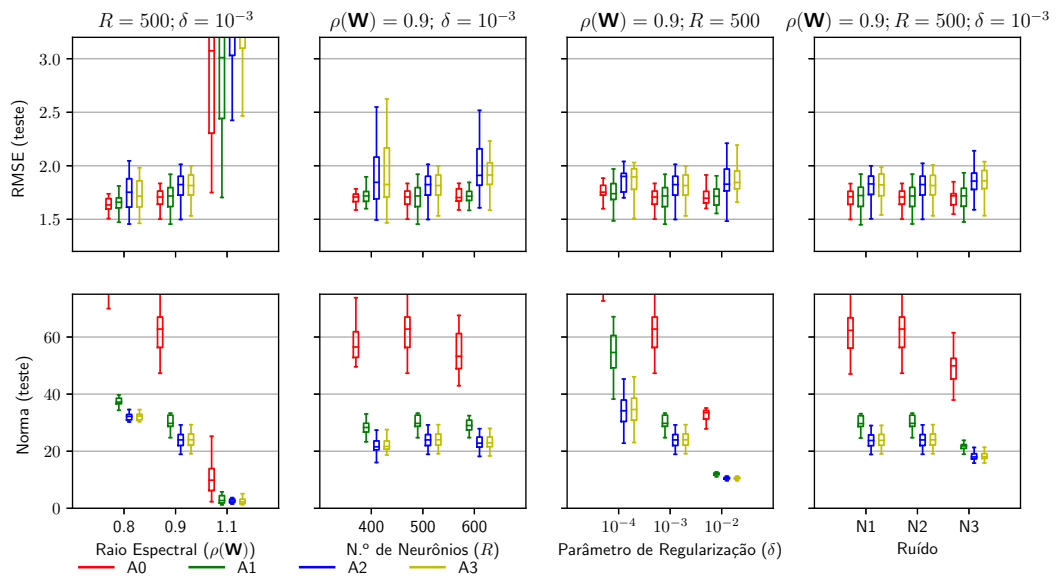 R = 500; δ = 10⁻³
ρ(W) = 0.9; δ = 10⁻³
ρ(W) = 0.9; R = 500
ρ(W) = 0.9; R = 500; δ = 10⁻³
RMSE (teste)
3.0
2.5
2.0
1.5
Norma (teste)
60
40
20
0
0.8 0.9 1.1
400 500 600
10⁻⁴ 10⁻³ 10⁻²
N1 N2 N3
Raio Espectral (ρ(W))
N.º de Neurônios (R)
Parâmetro de Regularização (δ)
Ruído
A0 A1 A2 A3